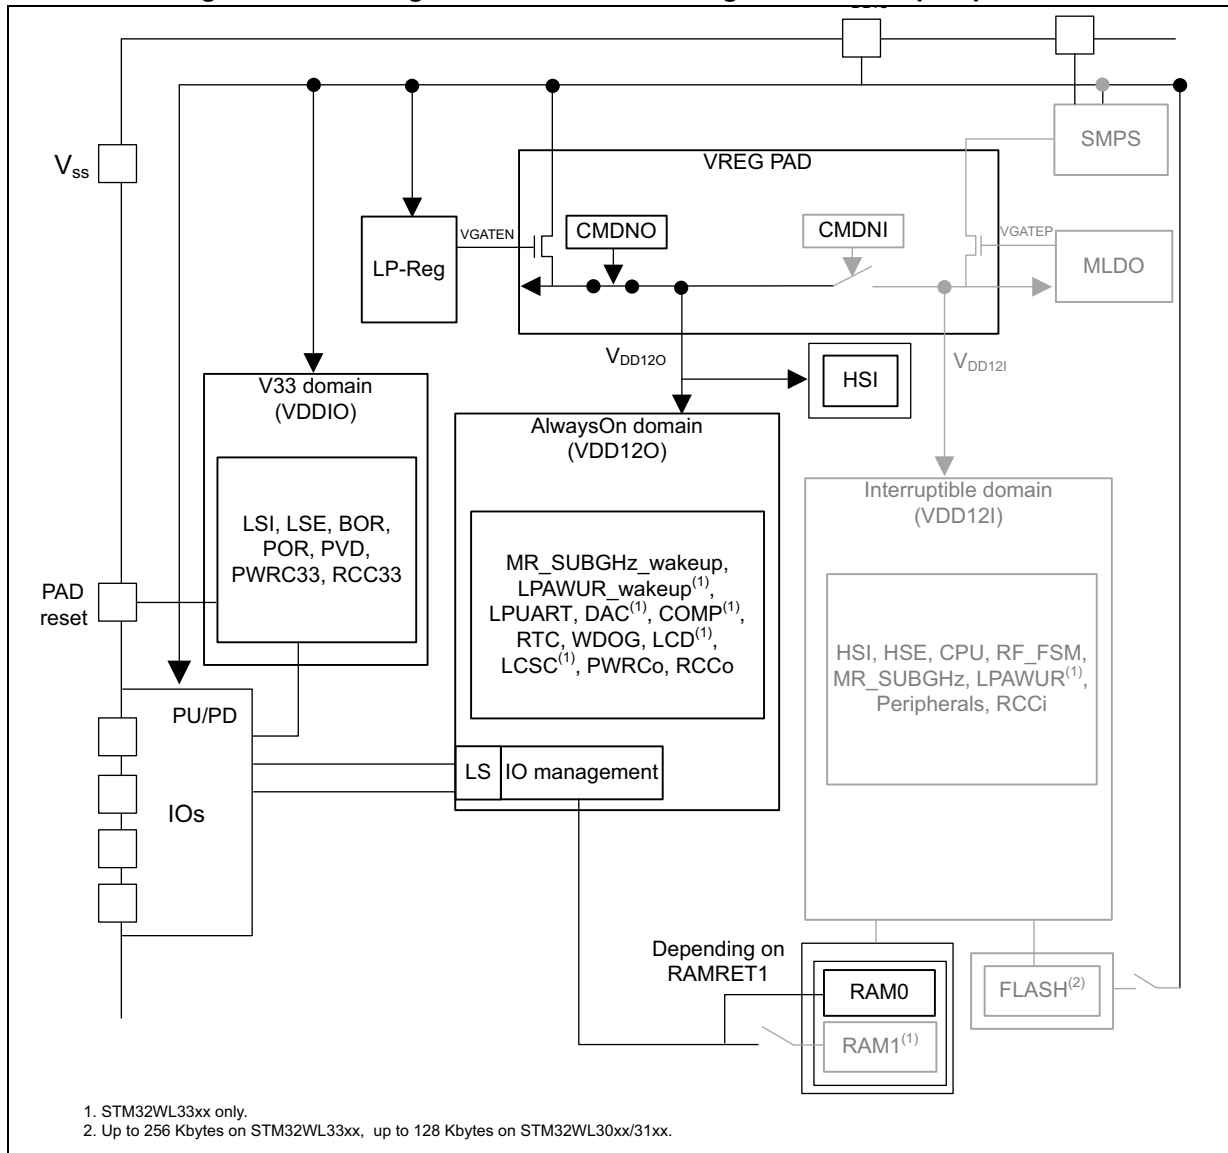 V_ss
SMPS
VREG PAD
VGATEN
CMDNO
CMDNI
VGATEP
LP-Reg
MLDO
V_DD12O
V_DD12I
HSI
V33 domain
(VDDIO)
LSI, LSE, BOR,
POR, PVD,
PWRC33, RCC33
AlwaysOn domain
(VDD12O)
MR_SUBGHz_wakeup,
LPAWUR_wakeup(1),
LPUART, DAC(1), COMP(1),
RTC, WDOG, LCD(1),
LCSC(1), PWRCo, RCCo
Interruptible domain
(VDD12I)
HSI, HSE, CPU, RF_FSM,
MR_SUBGHz, LPAWUR(1),
Peripherals, RCCi
PAD
reset
PU/PD
IOs
LS
IO management
Depending on
RAMRET1
RAM0
RAM1(1)
FLASH(2)
1. STM32WL33xx only.
2. Up to 256 Kbytes on STM32WL33xx, up to 128 Kbytes on STM32WL30xx/31xx.